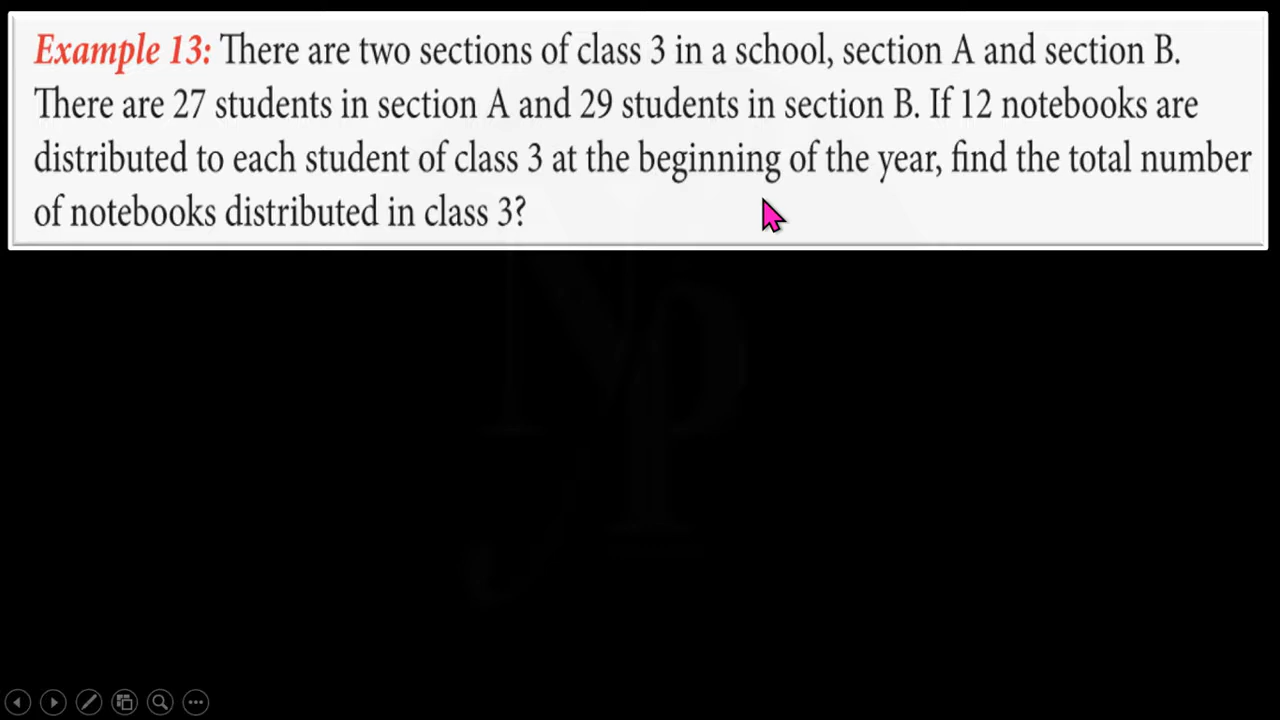 Example 13: There are two sections of class 3 in a school, section A and section B.
There are 27 students in section A and 29 students in section B. If 12 notebooks are
distributed to each student of class 3 at the beginning of the year, find the total number
of notebooks distributed in class 3?